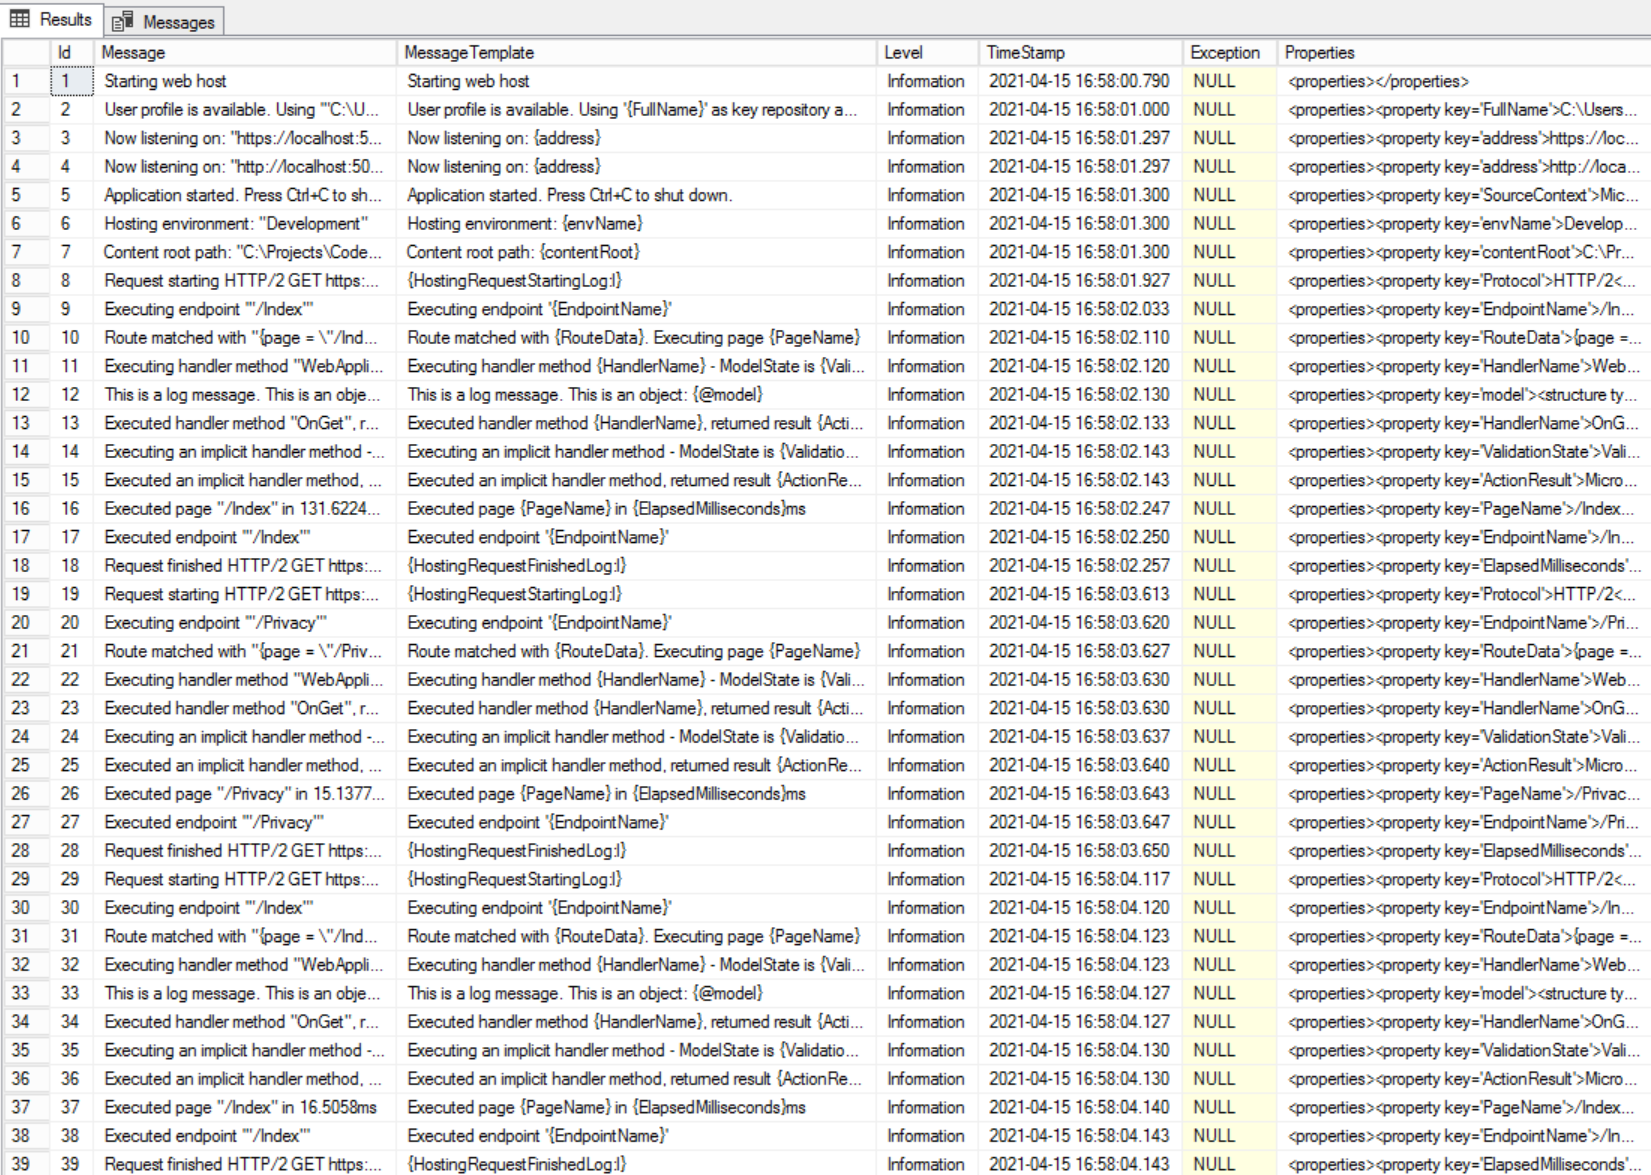 Results Messages
Id Message MessageTemplate Level TimeStamp Exception Properties
1 1 Starting web host Starting web host Information 2021-04-15 16:58:00.790 NULL <properties></properties>
2 2 User profile is available. Using "'C:\U... User profile is available. Using '{FullName}' as key repository a... Information 2021-04-15 16:58:01.000 NULL <properties><property key='FullName'>C:\Users...
3 3 Now listening on: "https://localhost:5... Now listening on: {address} Information 2021-04-15 16:58:01.297 NULL <properties><property key='address'>https://loc...
4 4 Now listening on: "http://localhost:50... Now listening on: {address} Information 2021-04-15 16:58:01.297 NULL <properties><property key='address'>http://loca...
5 5 Application started. Press Ctrl+C to sh... Application started. Press Ctrl+C to shut down. Information 2021-04-15 16:58:01.300 NULL <properties><property key='SourceContext'>Mic...
6 6 Hosting environment: "Development" Hosting environment: {envName} Information 2021-04-15 16:58:01.300 NULL <properties><property key='envName'>Develop...
7 7 Content root path: "C:\Projects\Code... Content root path: {contentRoot} Information 2021-04-15 16:58:01.300 NULL <properties><property key='contentRoot'>C:\Pr...
8 8 Request starting HTTP/2 GET https:... {HostingRequestStartingLog:l} Information 2021-04-15 16:58:01.927 NULL <properties><property key='Protocol'>HTTP/2<...
9 9 Executing endpoint "'/Index'" Executing endpoint '{EndpointName}' Information 2021-04-15 16:58:02.033 NULL <properties><property key='EndpointName'>/In...
10 10 Route matched with "{page = \"/Ind... Route matched with {RouteData}. Executing page {PageName} Information 2021-04-15 16:58:02.110 NULL <properties><property key='RouteData'>{page =...
11 11 Executing handler method "WebAppli... Executing handler method {HandlerName} - ModelState is {Vali... Information 2021-04-15 16:58:02.120 NULL <properties><property key='HandlerName'>Web...
12 12 This is a log message. This is an obje... This is a log message. This is an object: {@model} Information 2021-04-15 16:58:02.130 NULL <properties><property key='model'><structure ty...
13 13 Executed handler method "OnGet", r... Executed handler method {HandlerName}, returned result {Acti... Information 2021-04-15 16:58:02.133 NULL <properties><property key='HandlerName'>OnG...
14 14 Executing an implicit handler method -... Executing an implicit handler method - ModelState is {Validatio... Information 2021-04-15 16:58:02.143 NULL <properties><property key='ValidationState'>Vali...
15 15 Executed an implicit handler method, ... Executed an implicit handler method, returned result {ActionRe... Information 2021-04-15 16:58:02.143 NULL <properties><property key='ActionResult'>Micro...
16 16 Executed page "/Index" in 131.6224... Executed page {PageName} in {ElapsedMilliseconds}ms Information 2021-04-15 16:58:02.247 NULL <properties><property key='PageName'>/Index...
17 17 Executed endpoint "'/Index'" Executed endpoint '{EndpointName}' Information 2021-04-15 16:58:02.250 NULL <properties><property key='EndpointName'>/In...
18 18 Request finished HTTP/2 GET https:... {HostingRequestFinishedLog:l} Information 2021-04-15 16:58:02.257 NULL <properties><property key='ElapsedMilliseconds'...
19 19 Request starting HTTP/2 GET https:... {HostingRequestStartingLog:l} Information 2021-04-15 16:58:03.613 NULL <properties><property key='Protocol'>HTTP/2<...
20 20 Executing endpoint "'/Privacy'" Executing endpoint '{EndpointName}' Information 2021-04-15 16:58:03.620 NULL <properties><property key='EndpointName'>/Pri...
21 21 Route matched with "{page = \"/Priv... Route matched with {RouteData}. Executing page {PageName} Information 2021-04-15 16:58:03.627 NULL <properties><property key='RouteData'>{page =...
22 22 Executing handler method "WebAppli... Executing handler method {HandlerName} - ModelState is {Vali... Information 2021-04-15 16:58:03.630 NULL <properties><property key='HandlerName'>Web...
23 23 Executed handler method "OnGet", r... Executed handler method {HandlerName}, returned result {Acti... Information 2021-04-15 16:58:03.630 NULL <properties><property key='HandlerName'>OnG...
24 24 Executing an implicit handler method -... Executing an implicit handler method - ModelState is {Validatio... Information 2021-04-15 16:58:03.637 NULL <properties><property key='ValidationState'>Vali...
25 25 Executed an implicit handler method, ... Executed an implicit handler method, returned result {ActionRe... Information 2021-04-15 16:58:03.640 NULL <properties><property key='ActionResult'>Micro...
26 26 Executed page "/Privacy" in 15.1377... Executed page {PageName} in {ElapsedMilliseconds}ms Information 2021-04-15 16:58:03.643 NULL <properties><property key='PageName'>/Privac...
27 27 Executed endpoint "'/Privacy'" Executed endpoint '{EndpointName}' Information 2021-04-15 16:58:03.647 NULL <properties><property key='EndpointName'>/Pri...
28 28 Request finished HTTP/2 GET https:... {HostingRequestFinishedLog:l} Information 2021-04-15 16:58:03.650 NULL <properties><property key='ElapsedMilliseconds'...
29 29 Request starting HTTP/2 GET https:... {HostingRequestStartingLog:l} Information 2021-04-15 16:58:04.117 NULL <properties><property key='Protocol'>HTTP/2<...
30 30 Executing endpoint "'/Index'" Executing endpoint '{EndpointName}' Information 2021-04-15 16:58:04.120 NULL <properties><property key='EndpointName'>/In...
31 31 Route matched with "{page = \"/Ind... Route matched with {RouteData}. Executing page {PageName} Information 2021-04-15 16:58:04.123 NULL <properties><property key='RouteData'>{page =...
32 32 Executing handler method "WebAppli... Executing handler method {HandlerName} - ModelState is {Vali... Information 2021-04-15 16:58:04.123 NULL <properties><property key='HandlerName'>Web...
33 33 This is a log message. This is an obje... This is a log message. This is an object: {@model} Information 2021-04-15 16:58:04.127 NULL <properties><property key='model'><structure ty...
34 34 Executed handler method "OnGet", r... Executed handler method {HandlerName}, returned result {Acti... Information 2021-04-15 16:58:04.127 NULL <properties><property key='HandlerName'>OnG...
35 35 Executing an implicit handler method -... Executing an implicit handler method - ModelState is {Validatio... Information 2021-04-15 16:58:04.130 NULL <properties><property key='ValidationState'>Vali...
36 36 Executed an implicit handler method, ... Executed an implicit handler method, returned result {ActionRe... Information 2021-04-15 16:58:04.130 NULL <properties><property key='ActionResult'>Micro...
37 37 Executed page "/Index" in 16.5058ms Executed page {PageName} in {ElapsedMilliseconds}ms Information 2021-04-15 16:58:04.140 NULL <properties><property key='PageName'>/Index...
38 38 Executed endpoint "'/Index'" Executed endpoint '{EndpointName}' Information 2021-04-15 16:58:04.143 NULL <properties><property key='EndpointName'>/In...
39 39 Request finished HTTP/2 GET https:... {HostingRequestFinishedLog:l} Information 2021-04-15 16:58:04.143 NULL <properties><property key='ElapsedMilliseconds'...